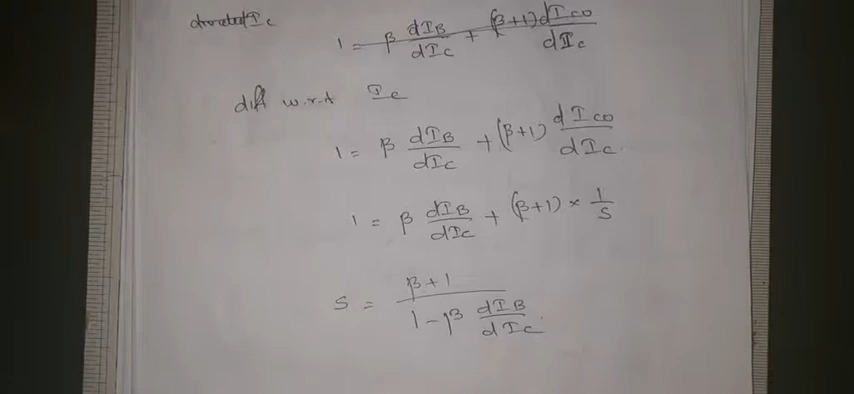 I_c
1 = β dI_B/dI_C + (β+1) dI_CO/dI_C
diff w.r.t I_c
1 = β dI_B/dI_C + (β+1) dI_CO/dI_C.
1 = β dI_B/dI_C + (β+1) × 1/S
S = β+1 / 1-β dI_B/dI_C.